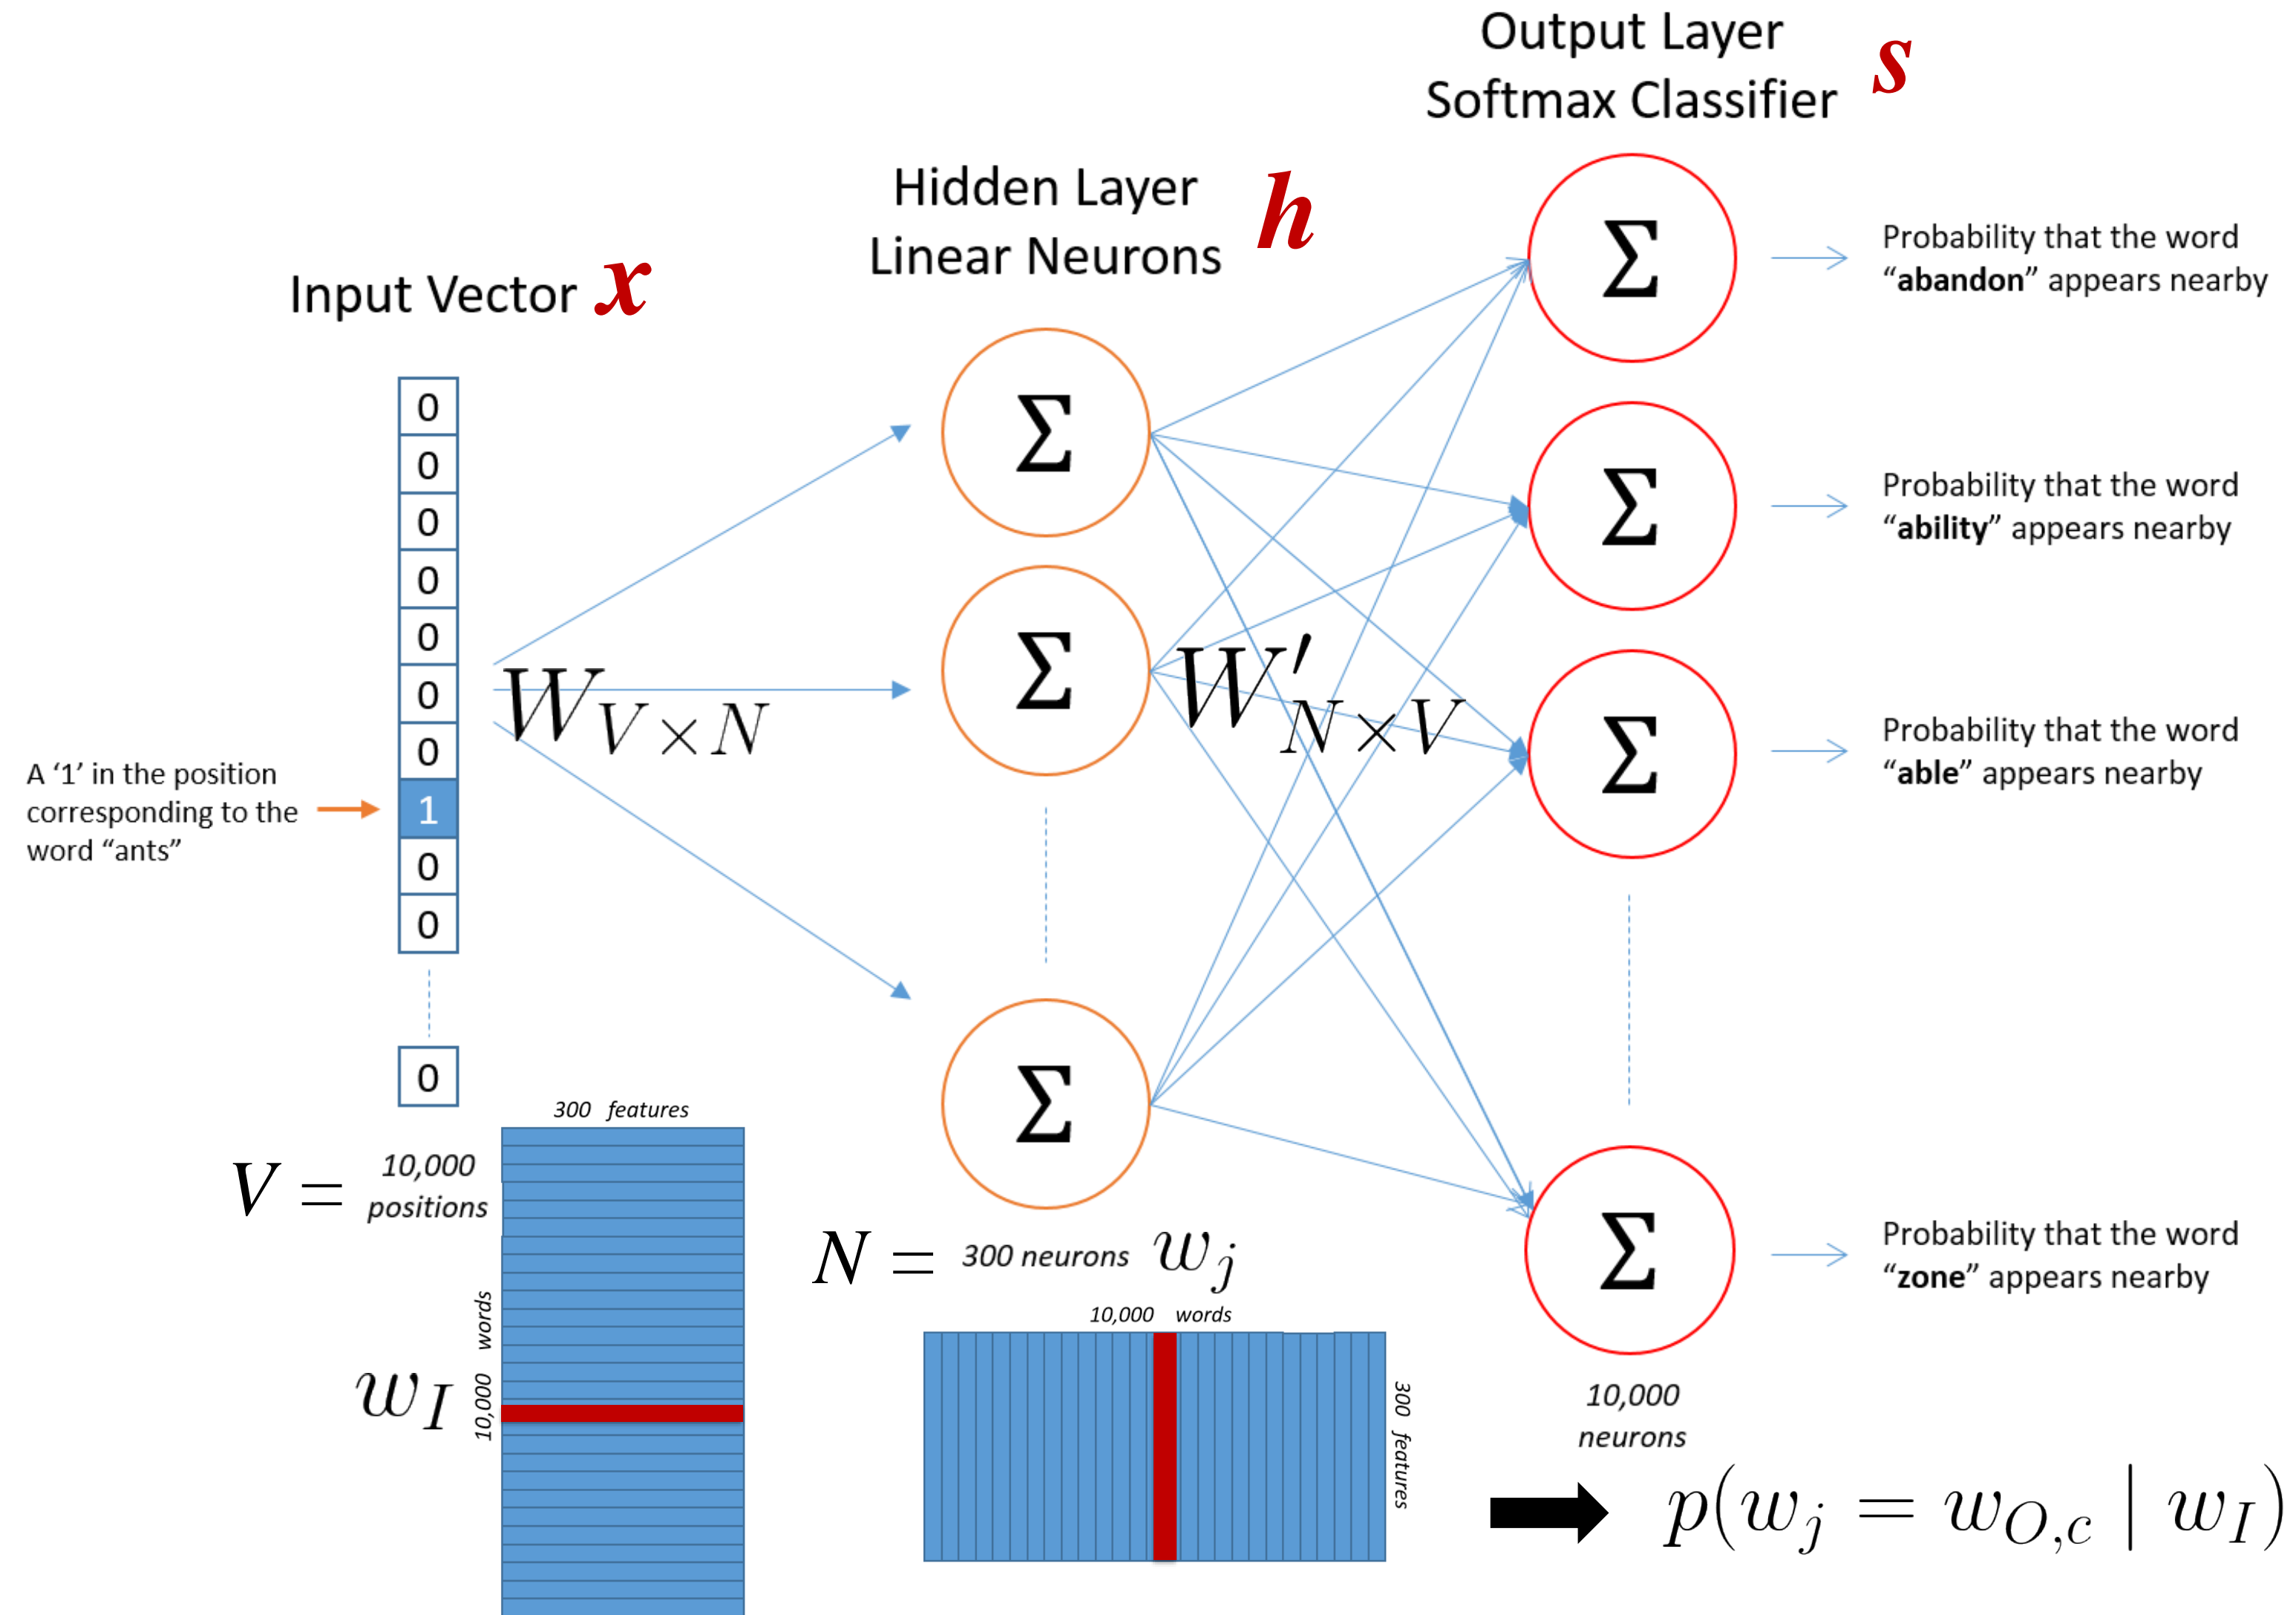 Output Layer
Softmax Classifier s
Hidden Layer
Linear Neurons h
Input Vector x
0
0
0
0
0
0
0
1
0
0
0
A ‘1’ in the position
corresponding to the
word “ants”
W_{V×N}
Σ
Σ
Σ
W′_{N×V}
Σ
Σ
Σ
Σ
Probability that the word
“abandon” appears nearby
Probability that the word
“ability” appears nearby
Probability that the word
“able” appears nearby
Probability that the word
“zone” appears nearby
V = 10,000
positions
300 features
10,000 words
w_I
N = 300 neurons w_j
10,000 words
300 features
10,000
neurons
p(w_j = w_{O,c} | w_I)